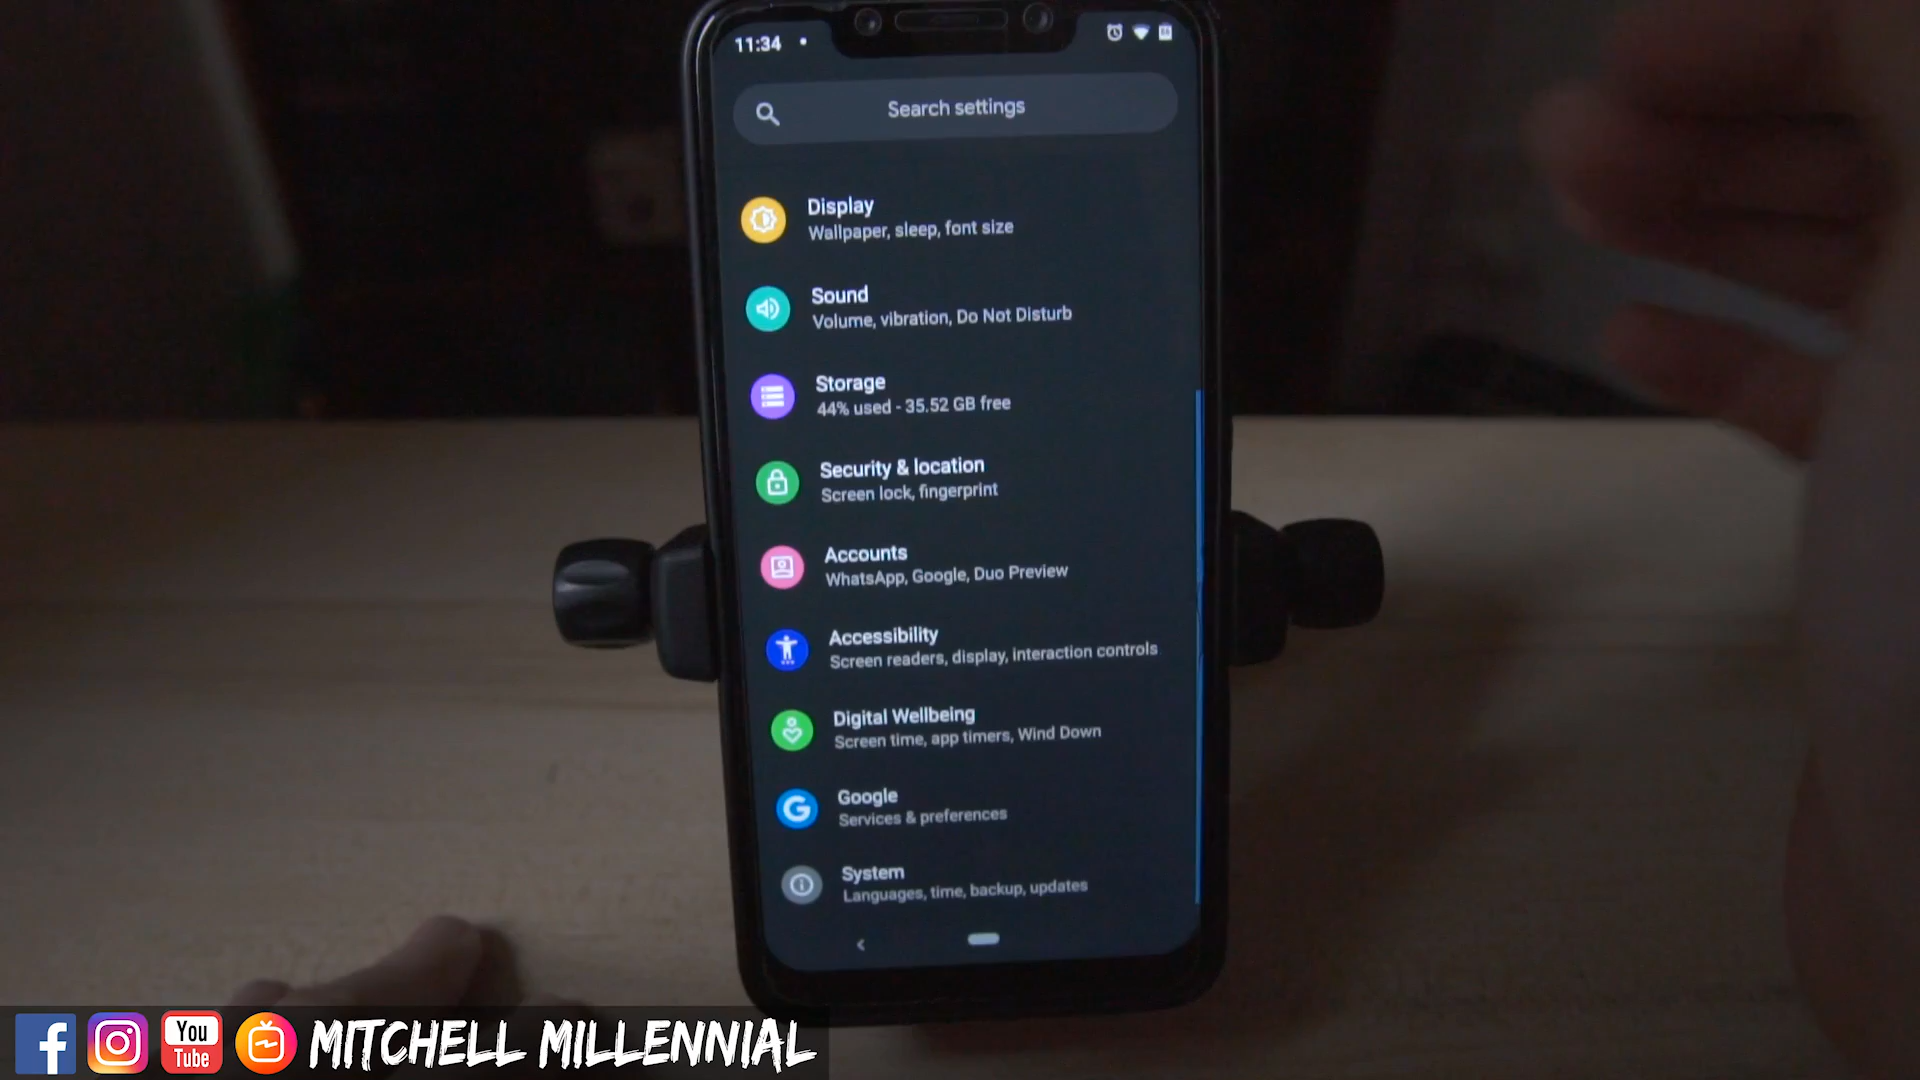 11:34
Search settings
Display
Wallpaper, sleep, font size
Sound
Volume, vibration, Do Not Disturb
Storage
44% used - 35.52 GB free
Security & location
Screen lock, fingerprint
Accounts
WhatsApp, Google, Duo Preview
Accessibility
Screen readers, display, interaction controls
Digital Wellbeing
Screen time, app timers, Wind Down
Google
Services & preferences
System
Languages, time, backup, updates
You
Tube
MITCHELL MILLENNIAL